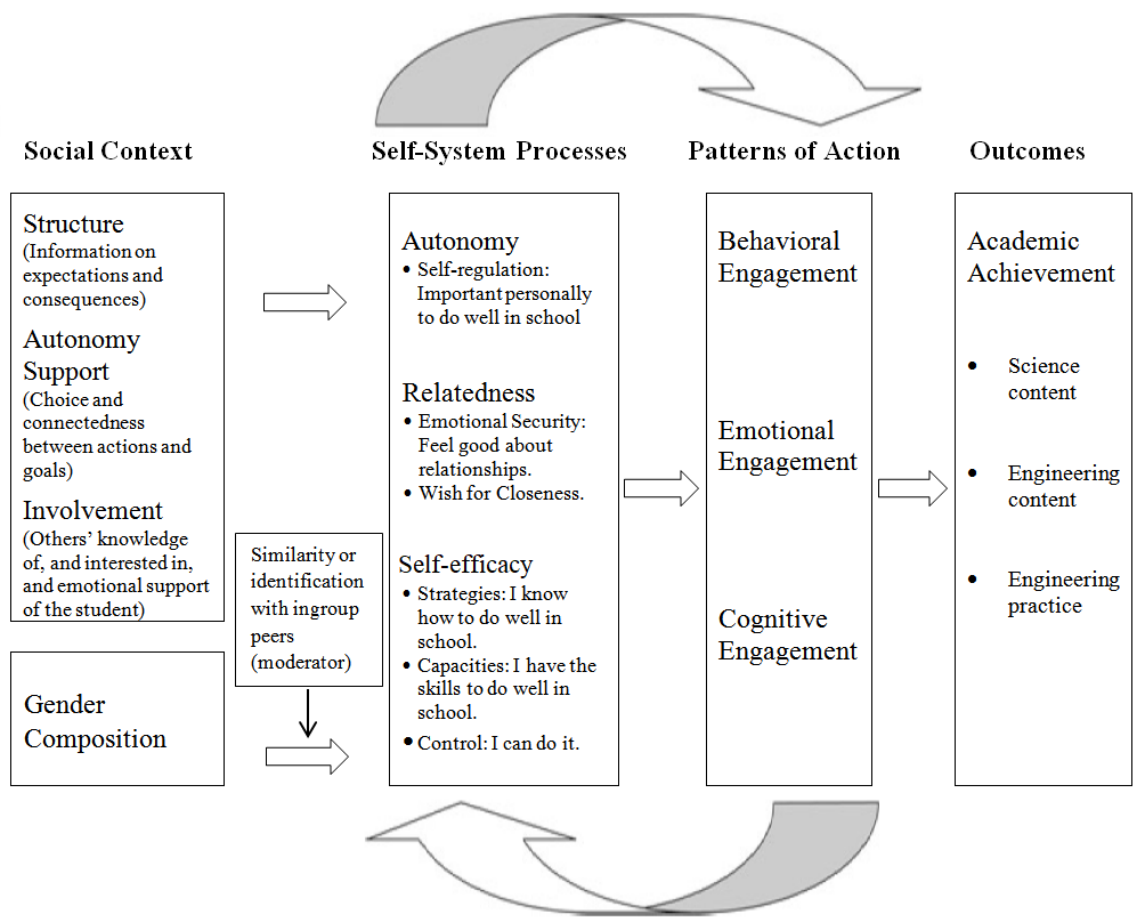 Social Context
Self-System Processes
Patterns of Action
Outcomes
Structure
(Information on
expectations and
consequences)
Autonomy
Support
(Choice and
connectedness
between actions and
goals)
Involvement
(Others' knowledge
of, and interested in,
and emotional support
of the student)
Gender
Composition
Similarity or
identification
with ingroup
peers
(moderator)
Autonomy
• Self-regulation:
Important personally
to do well in school
Relatedness
• Emotional Security:
Feel good about
relationships.
• Wish for Closeness.
Self-efficacy
• Strategies: I know
how to do well in
school.
• Capacities: I have the
skills to do well in
school.
• Control: I can do it.
Behavioral
Engagement
Emotional
Engagement
Cognitive
Engagement
Academic
Achievement
• Science
content
• Engineering
content
• Engineering
practice